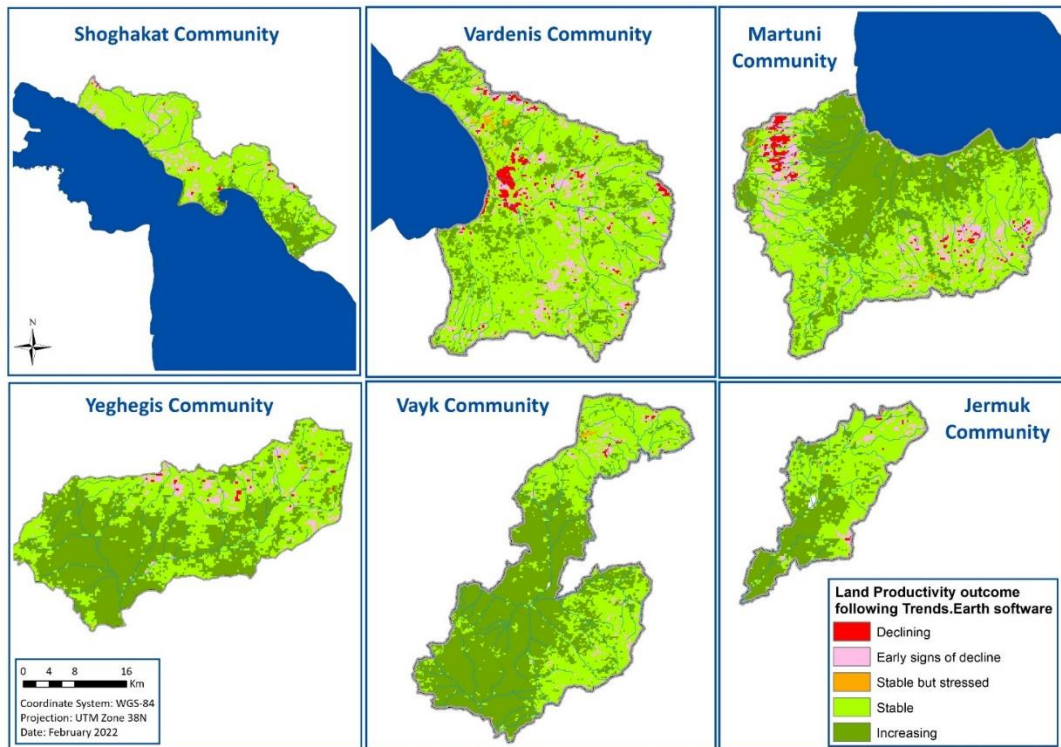 Shoghakat Community
Vardenis Community
Martuni
Community
N
Yeghegis Community
Vayk Community
Jermuk
Community
0 4 8 16
Km
Coordinate System: WGS-84
Projection: UTM Zone 38N
Date: February 2022
Land Productivity outcome
following Trends.Earth software
Declining
Early signs of decline
Stable but stressed
Stable
Increasing